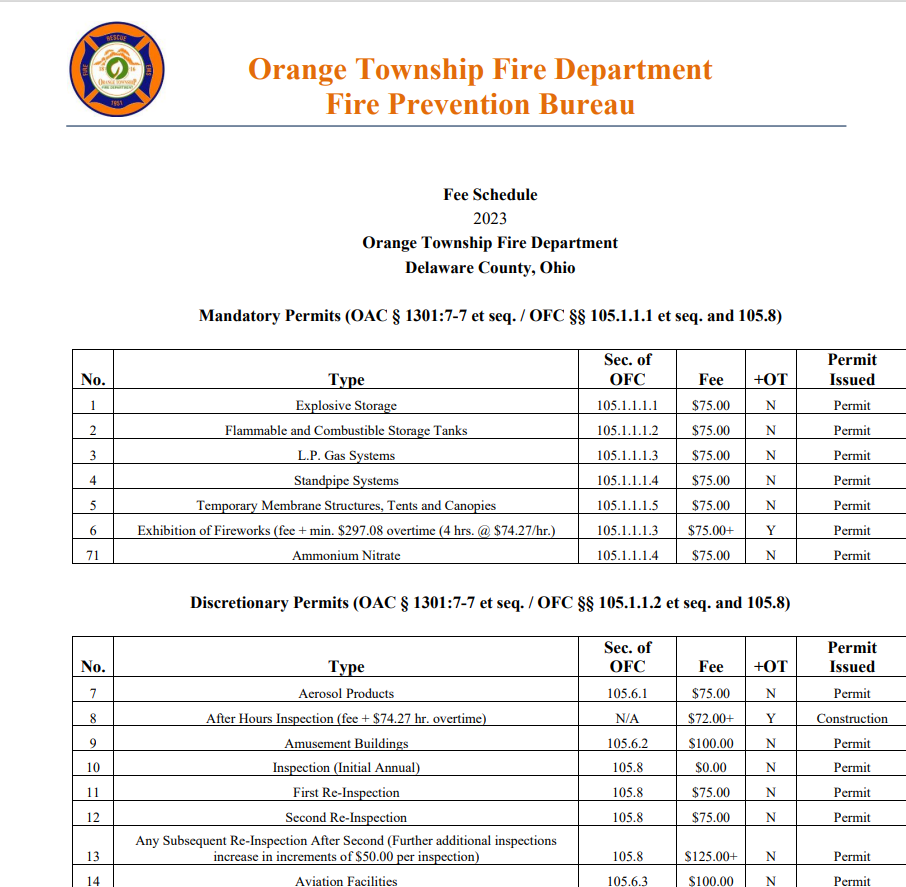 RESCUE
FIRE
EMS
ORANGE TOWNSHIP
FIRE DEPARTMENT
1951
Orange Township Fire Department
Fire Prevention Bureau
Fee Schedule
2023
Orange Township Fire Department
Delaware County, Ohio
Mandatory Permits (OAC § 1301:7-7 et seq. / OFC §§ 105.1.1.1 et seq. and 105.8)
No. Type Sec. of OFC Fee +OT Permit Issued
1 Explosive Storage 105.1.1.1.1 $75.00 N Permit
2 Flammable and Combustible Storage Tanks 105.1.1.1.2 $75.00 N Permit
3 L.P. Gas Systems 105.1.1.1.3 $75.00 N Permit
4 Standpipe Systems 105.1.1.1.4 $75.00 N Permit
5 Temporary Membrane Structures, Tents and Canopies 105.1.1.1.5 $75.00 N Permit
6 Exhibition of Fireworks (fee + min. $297.08 overtime (4 hrs. @ $74.27/hr.) 105.1.1.1.3 $75.00+ Y Permit
71 Ammonium Nitrate 105.1.1.1.4 $75.00 N Permit
Discretionary Permits (OAC § 1301:7-7 et seq. / OFC §§ 105.1.1.2 et seq. and 105.8)
No. Type Sec. of OFC Fee +OT Permit Issued
7 Aerosol Products 105.6.1 $75.00 N Permit
8 After Hours Inspection (fee + $74.27 hr. overtime) N/A $72.00+ Y Construction
9 Amusement Buildings 105.6.2 $100.00 N Permit
10 Inspection (Initial Annual) 105.8 $0.00 N Permit
11 First Re-Inspection 105.8 $75.00 N Permit
12 Second Re-Inspection 105.8 $75.00 N Permit
13 Any Subsequent Re-Inspection After Second (Further additional inspections increase in increments of $50.00 per inspection) 105.8 $125.00+ N Permit
14 Aviation Facilities 105.6.3 $100.00 N Permit